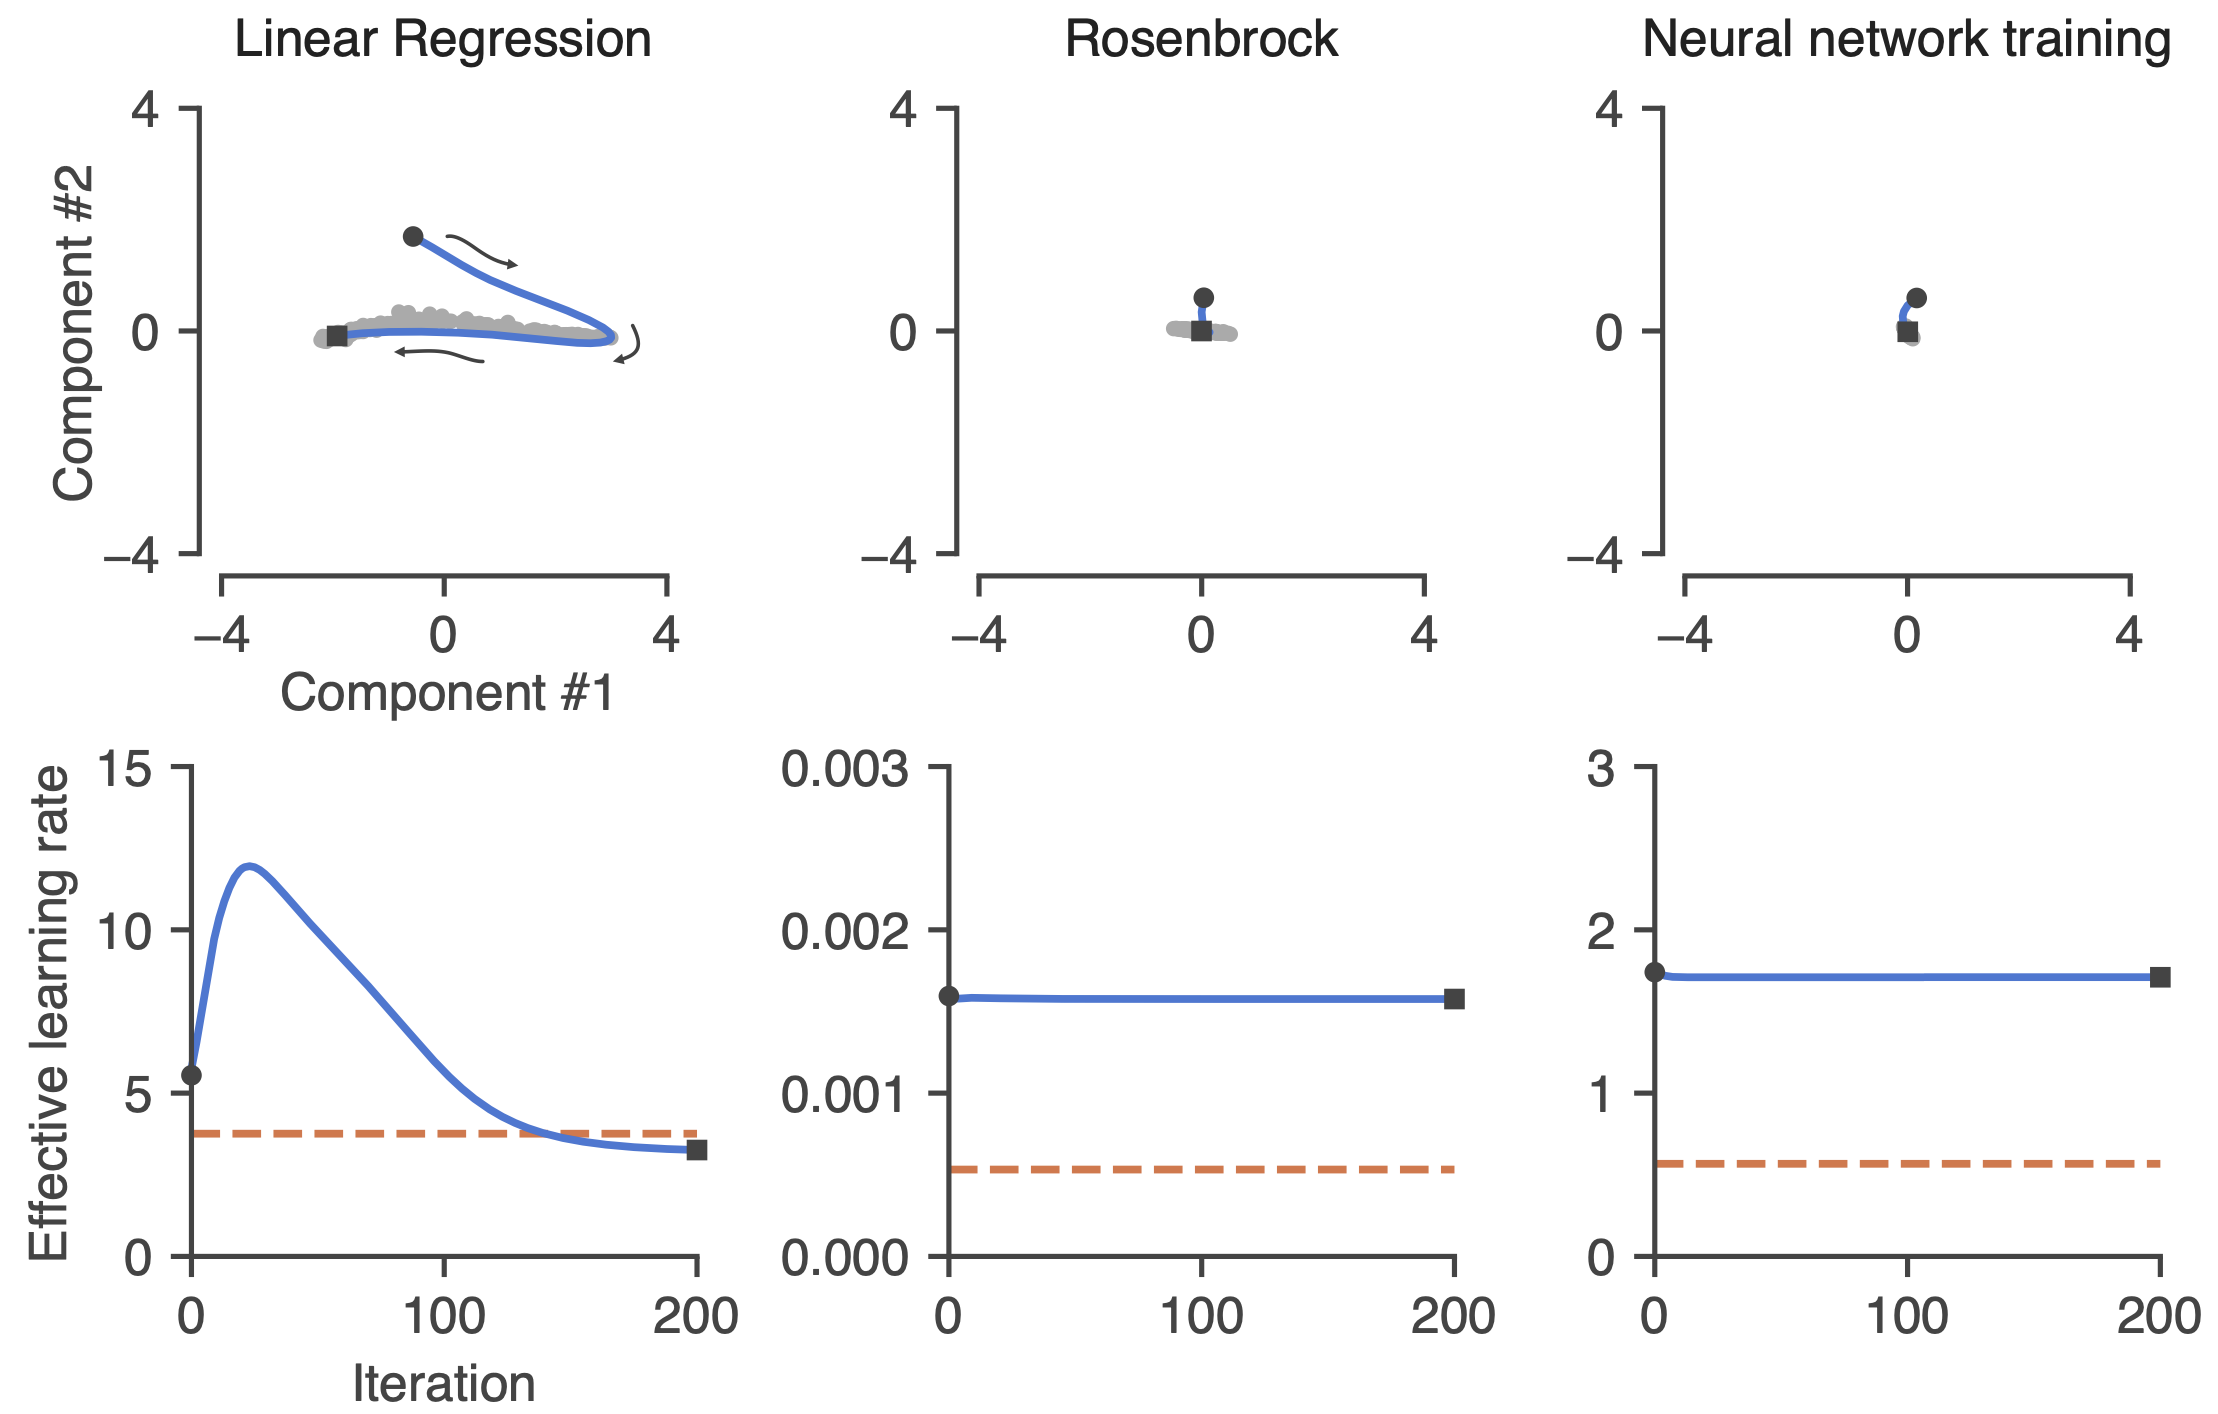 Linear Regression
Rosenbrock
Neural network training
Component #2
4
0
−4
−4 0 4
Component #1
4
0
−4
−4 0 4
4
0
−4
−4 0 4
Effective learning rate
15
10
5
0
0 100 200
Iteration
0.003
0.002
0.001
0.000
0 100 200
3
2
1
0
0 100 200